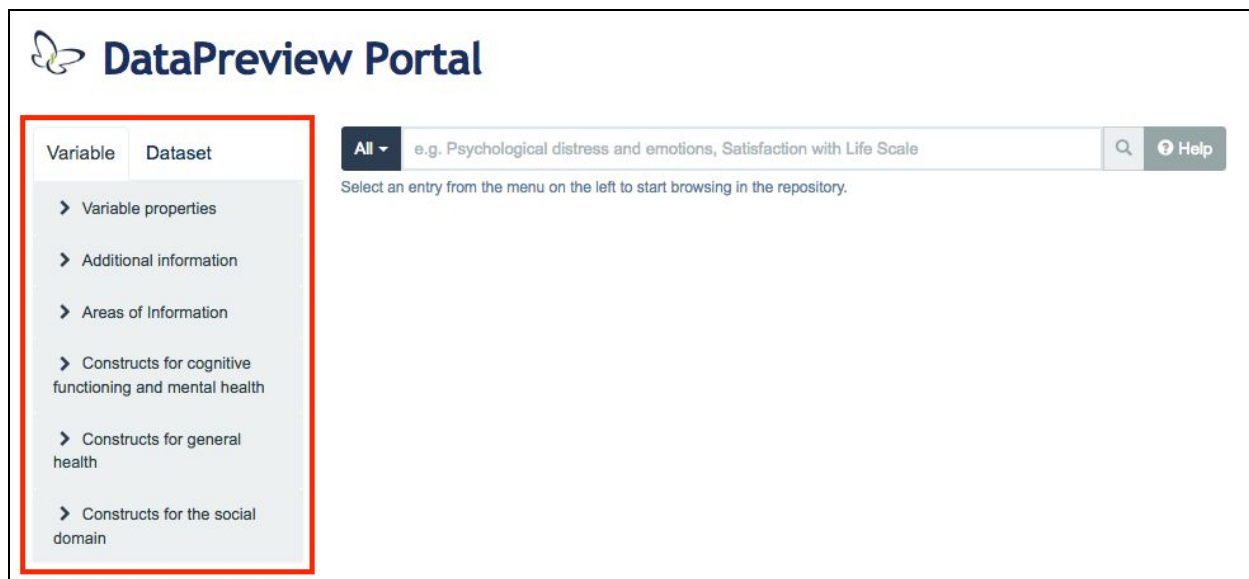 DataPreview Portal
Variable Dataset
All e.g. Psychological distress and emotions, Satisfaction with Life Scale Help
Select an entry from the menu on the left to start browsing in the repository.
Variable properties
Additional information
Areas of Information
Constructs for cognitive
functioning and mental health
Constructs for general
health
Constructs for the social
domain